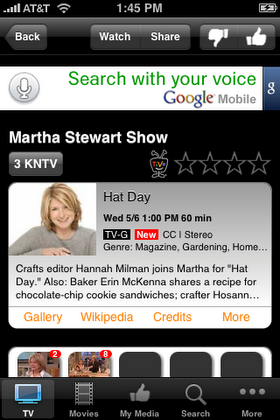 AT&T 1:45 PM
Back Watch Share
Search with your voice
Google Mobile
g
Martha Stewart Show
3 KNTV
TiVo
Hat Day
Wed 5/6 1:00 PM 60 min
TV-G New CC | Stereo
Genre: Magazine, Gardening, Home...
Crafts editor Hannah Milman joins Martha for "Hat
Day." Also: Baker Erin McKenna shares a recipe for
chocolate-chip cookie sandwiches; crafter Hosann...
Gallery Wikipedia Credits More
2 8
TV Movies My Media Search More